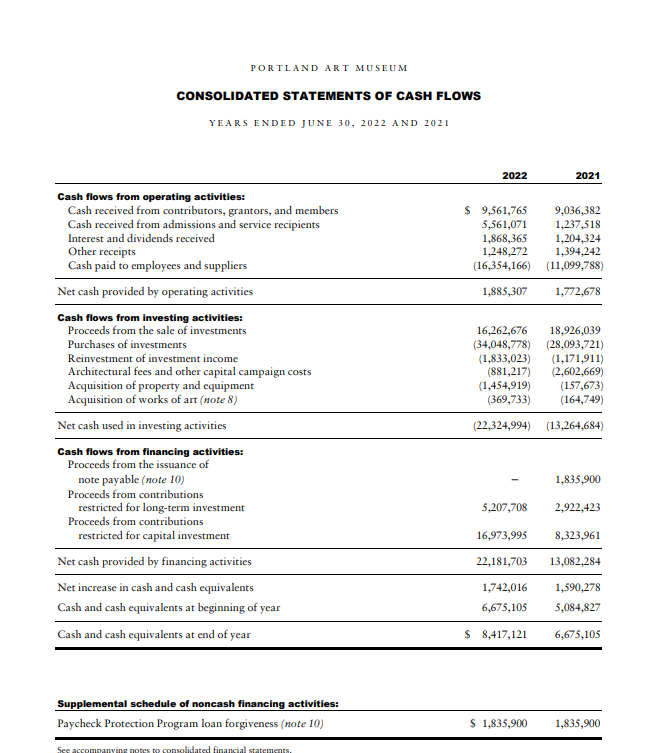 PORTLAND ART MUSEUM
CONSOLIDATED STATEMENTS OF CASH FLOWS
YEARS ENDED JUNE 30, 2022 AND 2021
2022 2021
Cash flows from operating activities:
Cash received from contributors, grantors, and members $ 9,561,765 9,036,382
Cash received from admissions and service recipients 5,561,071 1,237,518
Interest and dividends received 1,868,365 1,204,324
Other receipts 1,248,272 1,394,242
Cash paid to employees and suppliers (16,354,166) (11,099,788)
Net cash provided by operating activities 1,885,307 1,772,678
Cash flows from investing activities:
Proceeds from the sale of investments 16,262,676 18,926,039
Purchases of investments (34,048,778) (28,093,721)
Reinvestment of investment income (1,833,023) (1,171,911)
Architectural fees and other capital campaign costs (881,217) (2,602,669)
Acquisition of property and equipment (1,454,919) (157,673)
Acquisition of works of art (note 8) (369,733) (164,749)
Net cash used in investing activities (22,324,994) (13,264,684)
Cash flows from financing activities:
Proceeds from the issuance of
note payable (note 10) – 1,835,900
Proceeds from contributions
restricted for long-term investment 5,207,708 2,922,423
Proceeds from contributions
restricted for capital investment 16,973,995 8,323,961
Net cash provided by financing activities 22,181,703 13,082,284
Net increase in cash and cash equivalents 1,742,016 1,590,278
Cash and cash equivalents at beginning of year 6,675,105 5,084,827
Cash and cash equivalents at end of year $ 8,417,121 6,675,105
Supplemental schedule of noncash financing activities:
Paycheck Protection Program loan forgiveness (note 10) $ 1,835,900 1,835,900
See accompanying notes to consolidated financial statements.